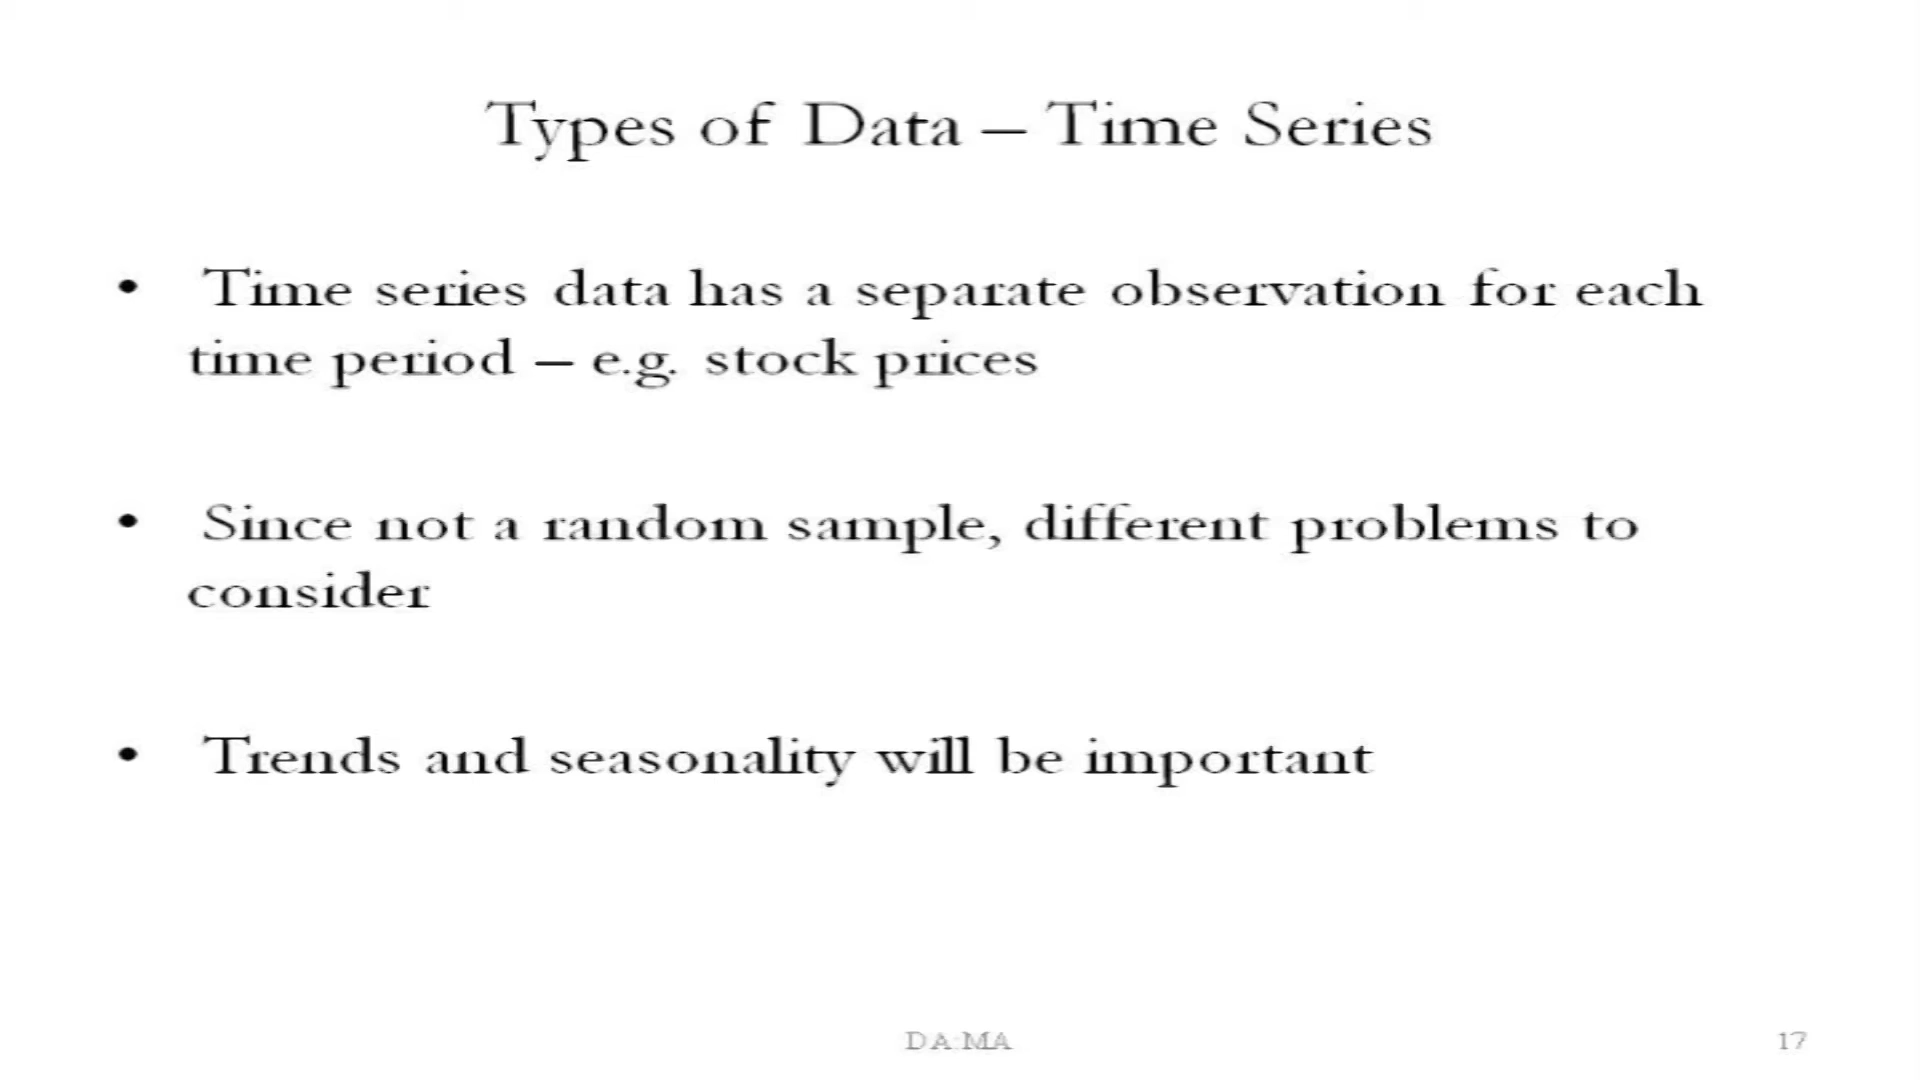 Types of Data – Time Series
• Time series data has a separate observation for each
time period – e.g. stock prices
• Since not a random sample, different problems to
consider
• Trends and seasonality will be important
DA:MA
17